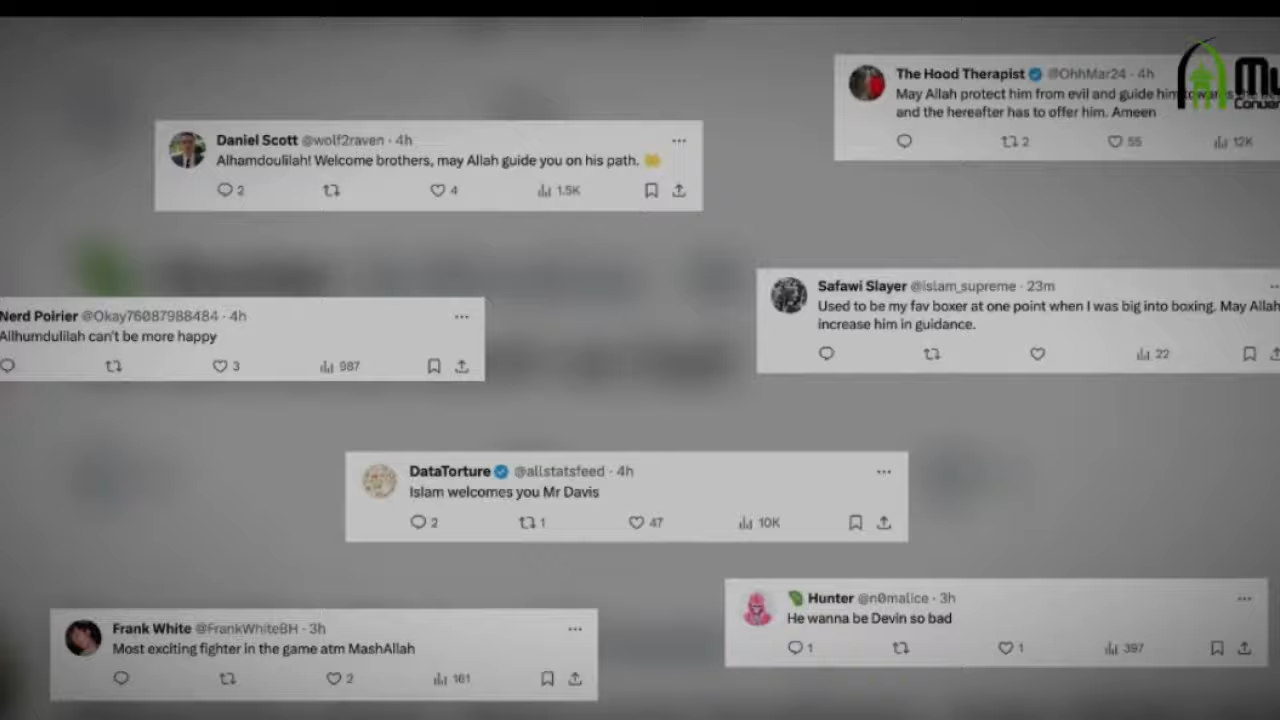 The Hood Therapist @OhhMar24 · 4h
May Allah protect him from evil and guide him towards
and the hereafter has to offer him. Ameen
2 55 12K
Daniel Scott @wolf2raven · 4h
Alhamdoulilah! Welcome brothers, may Allah guide you on his path.
2 4 1.5K
Safawi Slayer @islam_supreme · 23m
Used to be my fav boxer at one point when I was big into boxing. May Allah
increase him in guidance.
22
Nerd Poirier @Okay76087988484 · 4h
Allhumdulilah can't be more happy
3 987
DataTorture @allstatsfeed · 4h
Islam welcomes you Mr Davis
2 1 47 10K
Hunter @n0malice · 3h
He wanna be Devin so bad
1 1 397
Frank White @FrankWhiteBH · 3h
Most exciting fighter in the game atm MashAllah
2 161